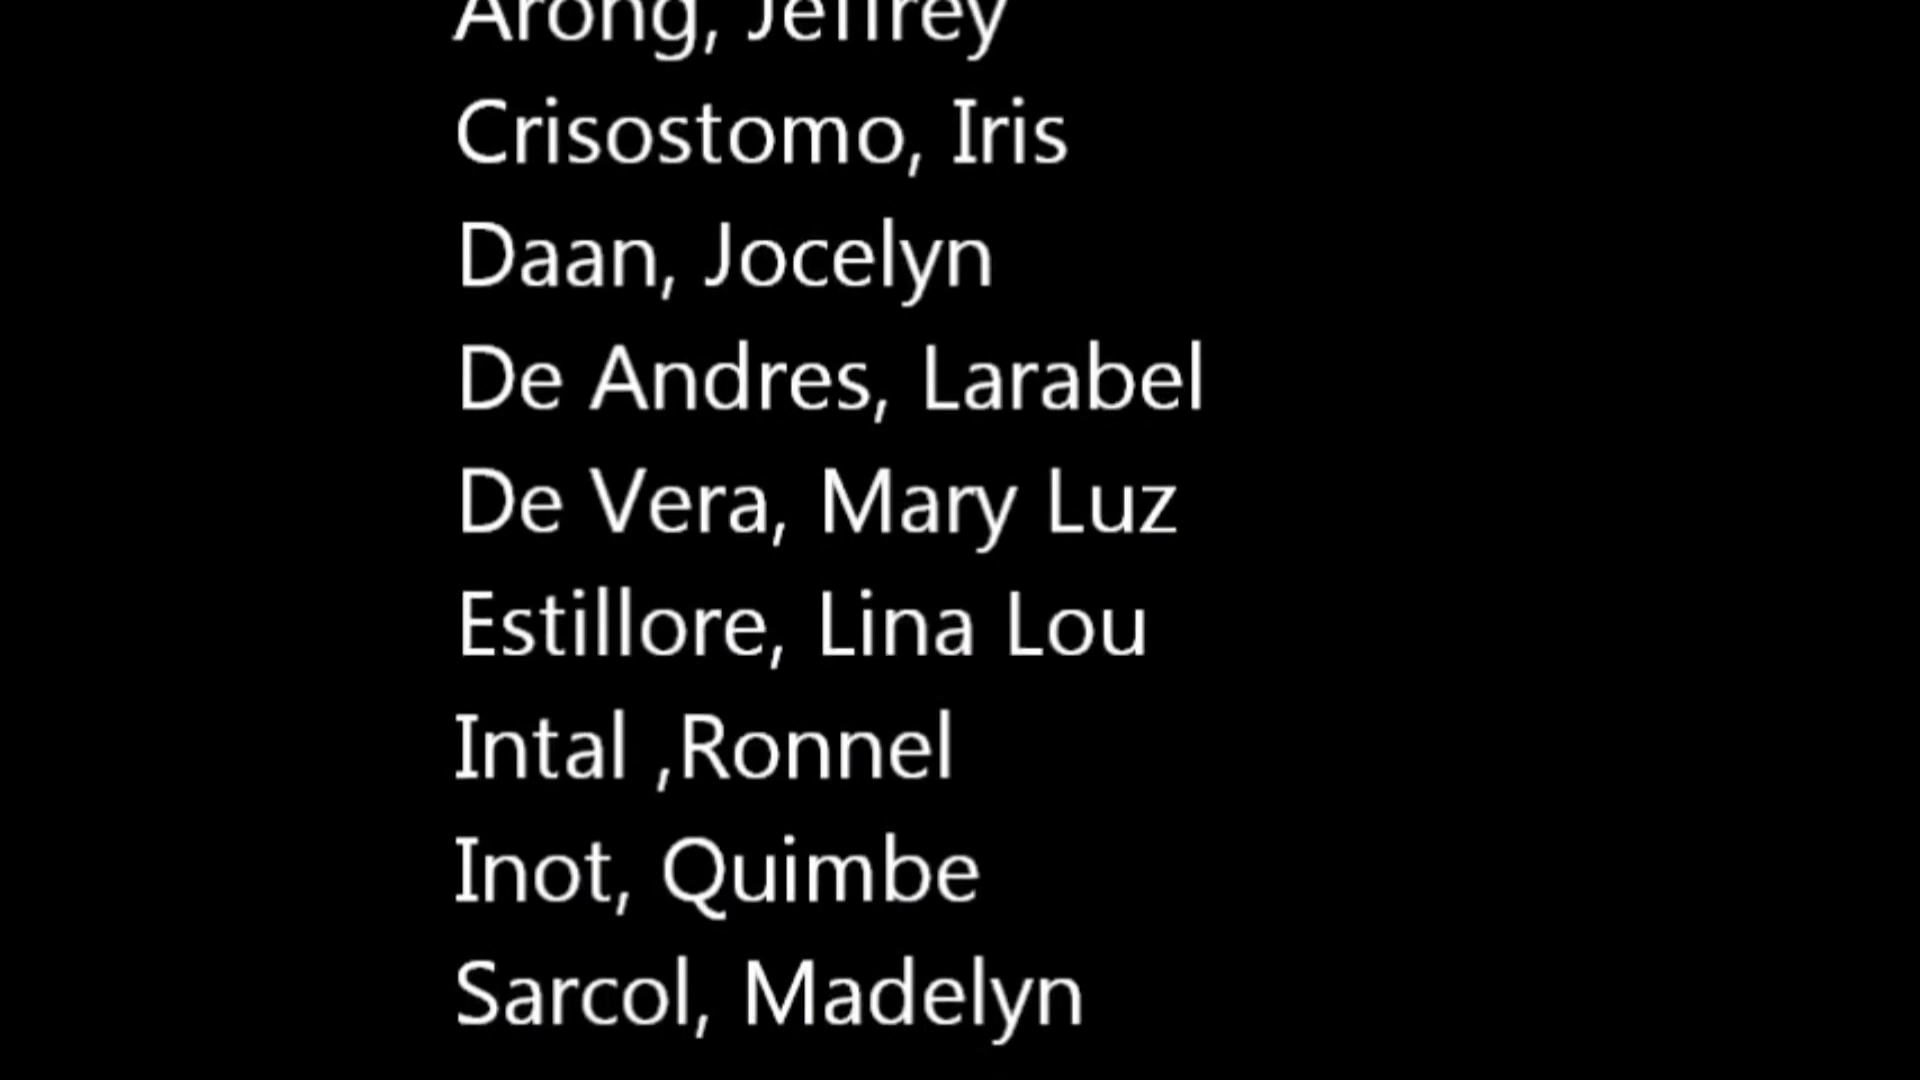 Arong, Jeffrey
Crisostomo, Iris
Daan, Jocelyn
De Andres, Larabel
De Vera, Mary Luz
Estillore, Lina Lou
Intal ,Ronnel
Inot, Quimbe
Sarcol, Madelyn